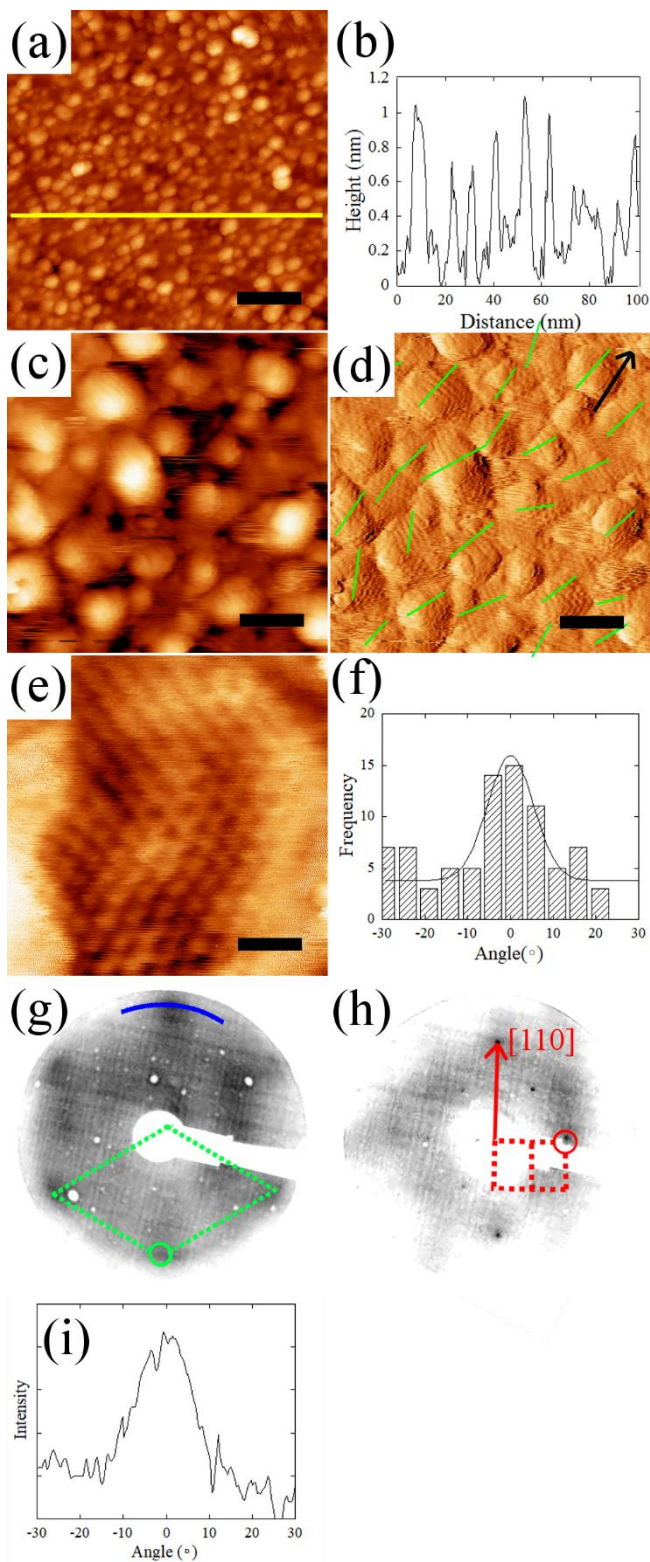 (a)
(b)
1.2
1
0.8
0.6
0.4
0.2
0
Height (nm)
0 20 40 60 80 100
Distance (nm)
(c)
(d)
(e)
(f)
20
15
10
5
0
Frequency
-30 -20 -10 0 10 20 30
Angle(°)
(g)
(h)
[110]
(i)
Intensity
-30 -20 -10 0 10 20 30
Angle (°)